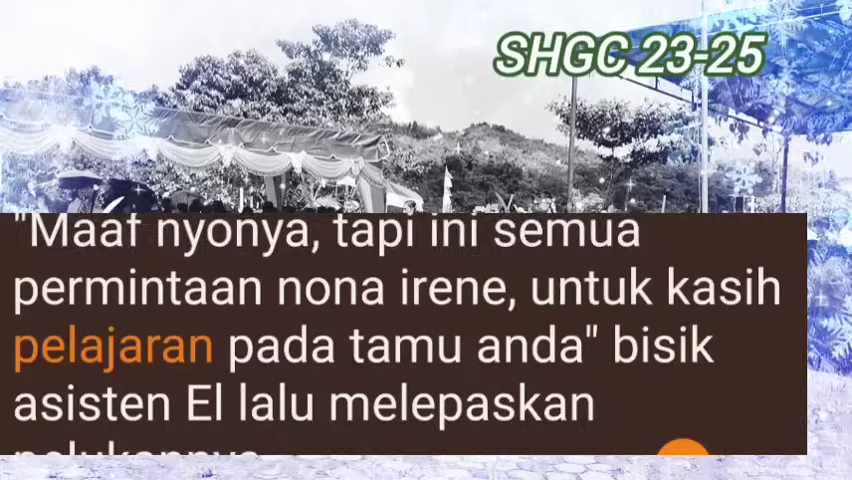 SHGC 23-25
"Maaf nyonya, tapi ini semua
permintaan nona irene, untuk kasih
pelajaran pada tamu anda" bisik
asisten El lalu melepaskan
pelukannya